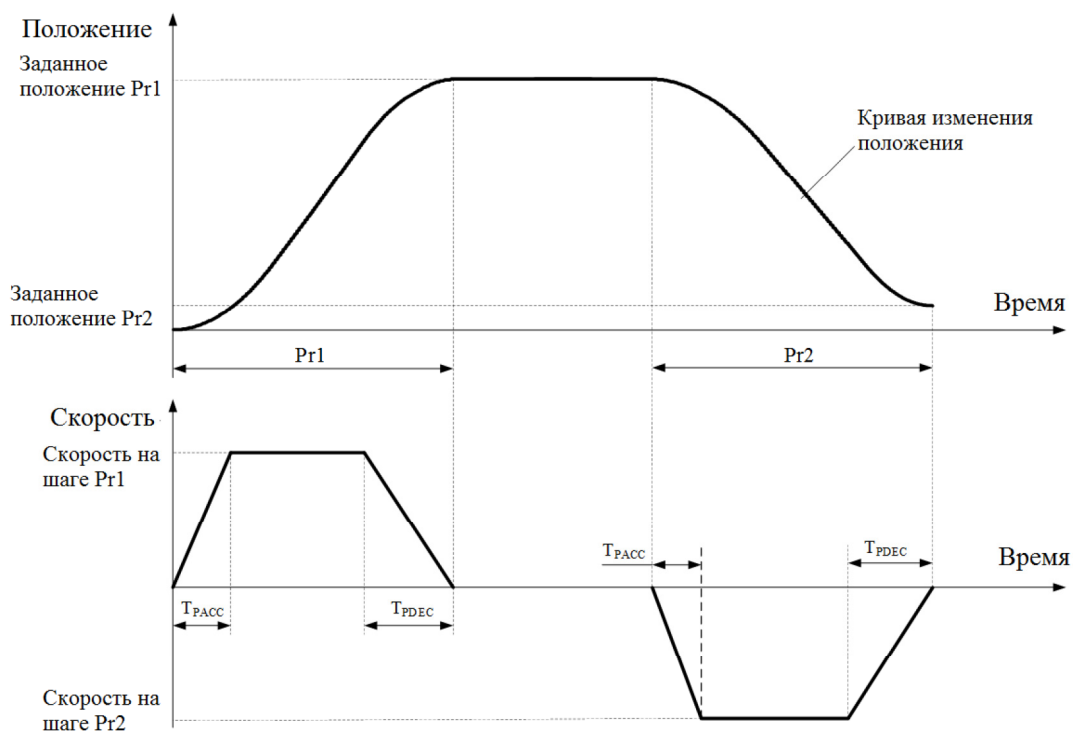 Положение
Заданное
положение Pr1
Кривая изменения
положения
Заданное
положение Pr2
Время
Pr1
Pr2
Скорость
Скорость на
шаге Pr1
TPACC
TPDEC
Время
TPACC
TPDEC
Скорость на
шаге Pr2